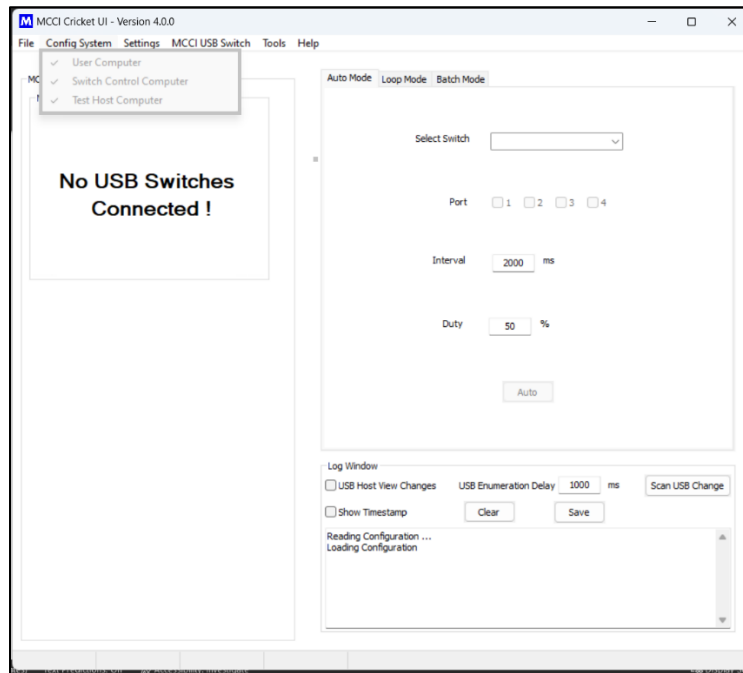 M MCCI Cricket UI - Version 4.0.0
File Config System Settings MCCI USB Switch Tools Help
User Computer
Switch Control Computer
Test Host Computer
No USB Switches
Connected !
Auto Mode Loop Mode Batch Mode
Select Switch
Port 1 2 3 4
Interval 2000 ms
Duty 50 %
Auto
Log Window
USB Host View Changes USB Enumeration Delay 1000 ms Scan USB Change
Show Timestamp Clear Save
Reading Configuration ...
Loading Configuration